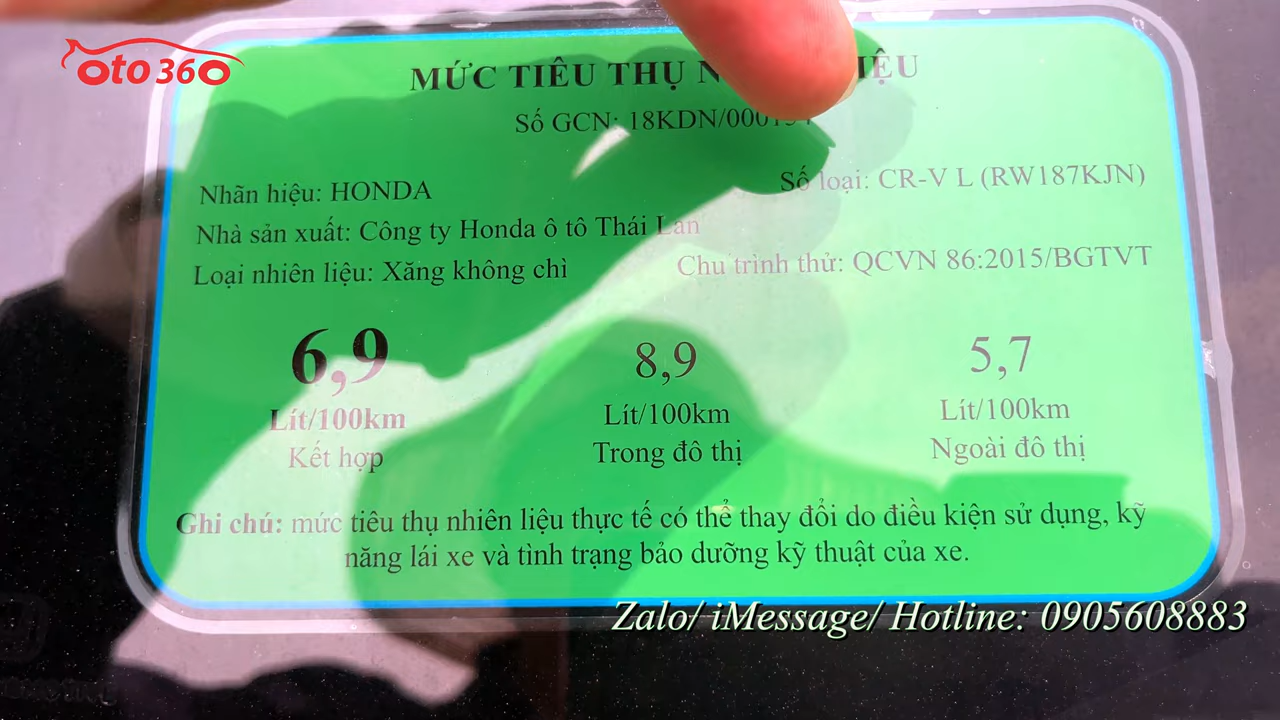 oto360
MỨC TIÊU THỤ
Số GCN: 18KDN/000
Nhãn hiệu: HONDA
Số loại: CR-V L (RW187KJN)
Nhà sản xuất: Công ty Honda ô tô Thái Lan
Loại nhiên liệu: Xăng không chì
Chu trình thử: QCVN 86:2015/BGTVT
6,9
Lít/100km
Kết hợp
8,9
Lít/100km
Trong đô thị
5,7
Lít/100km
Ngoài đô thị
Ghi chú: mức tiêu thụ nhiên liệu thực tế có thể thay đổi do điều kiện sử dụng, kỹ
năng lái xe và tình trạng bảo dưỡng kỹ thuật của xe.
Zalo/ iMessage/ Hotline: 0905608883